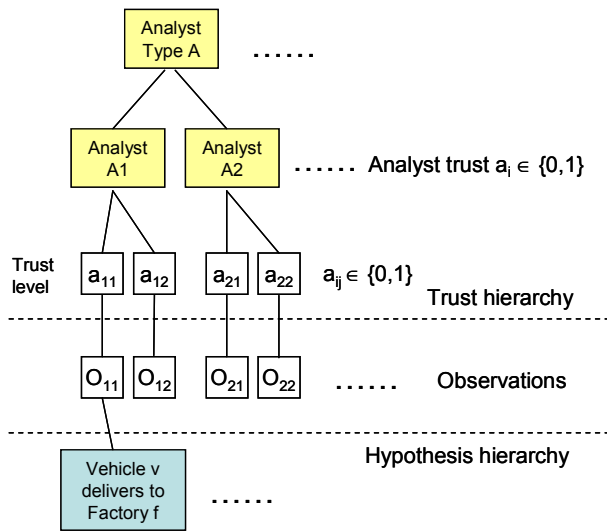 Analyst
Type A
......
Analyst
A1
Analyst
A2
...... Analyst trust aᵢ ∈ {0,1}
Trust
level
a₁₁ a₁₂ a₂₁ a₂₂ aᵢⱼ ∈ {0,1}
Trust hierarchy
O₁₁ O₁₂ O₂₁ O₂₂ ...... Observations
Hypothesis hierarchy
Vehicle v
delivers to
Factory f
......